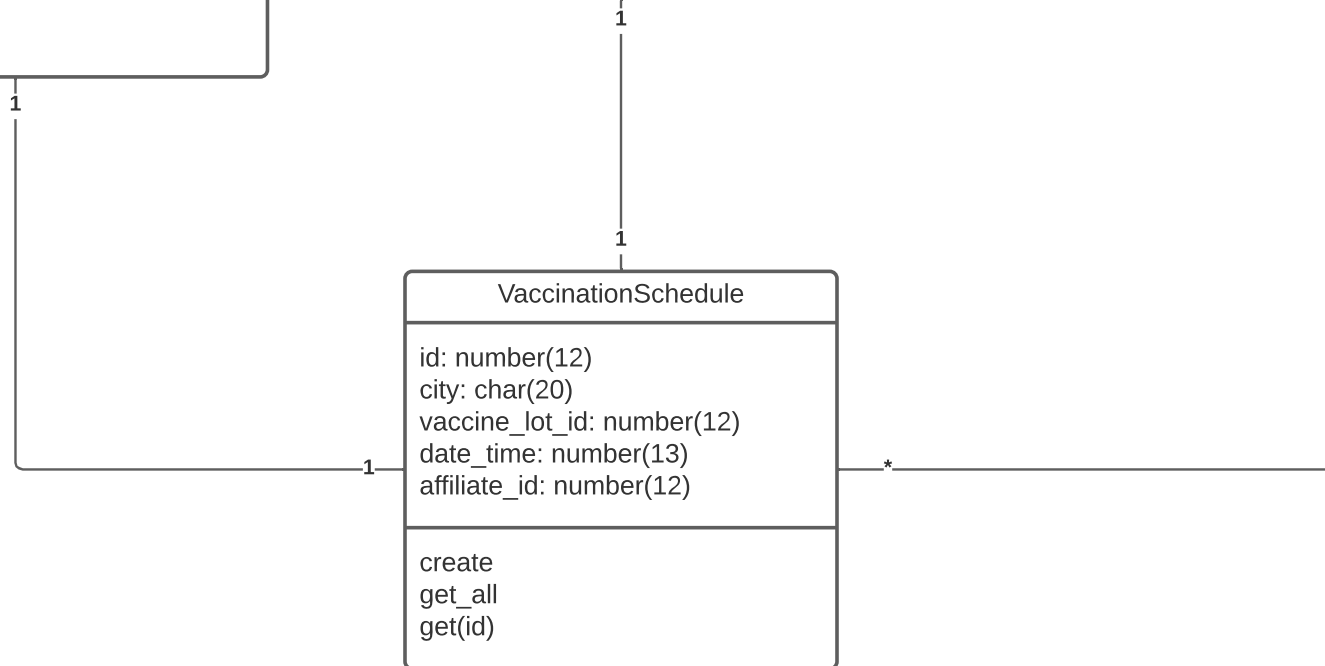 1
1
1
VaccinationSchedule
id: number(12)
city: char(20)
vaccine_lot_id: number(12)
date_time: number(13)
affiliate_id: number(12)
1
*
create
get_all
get(id)